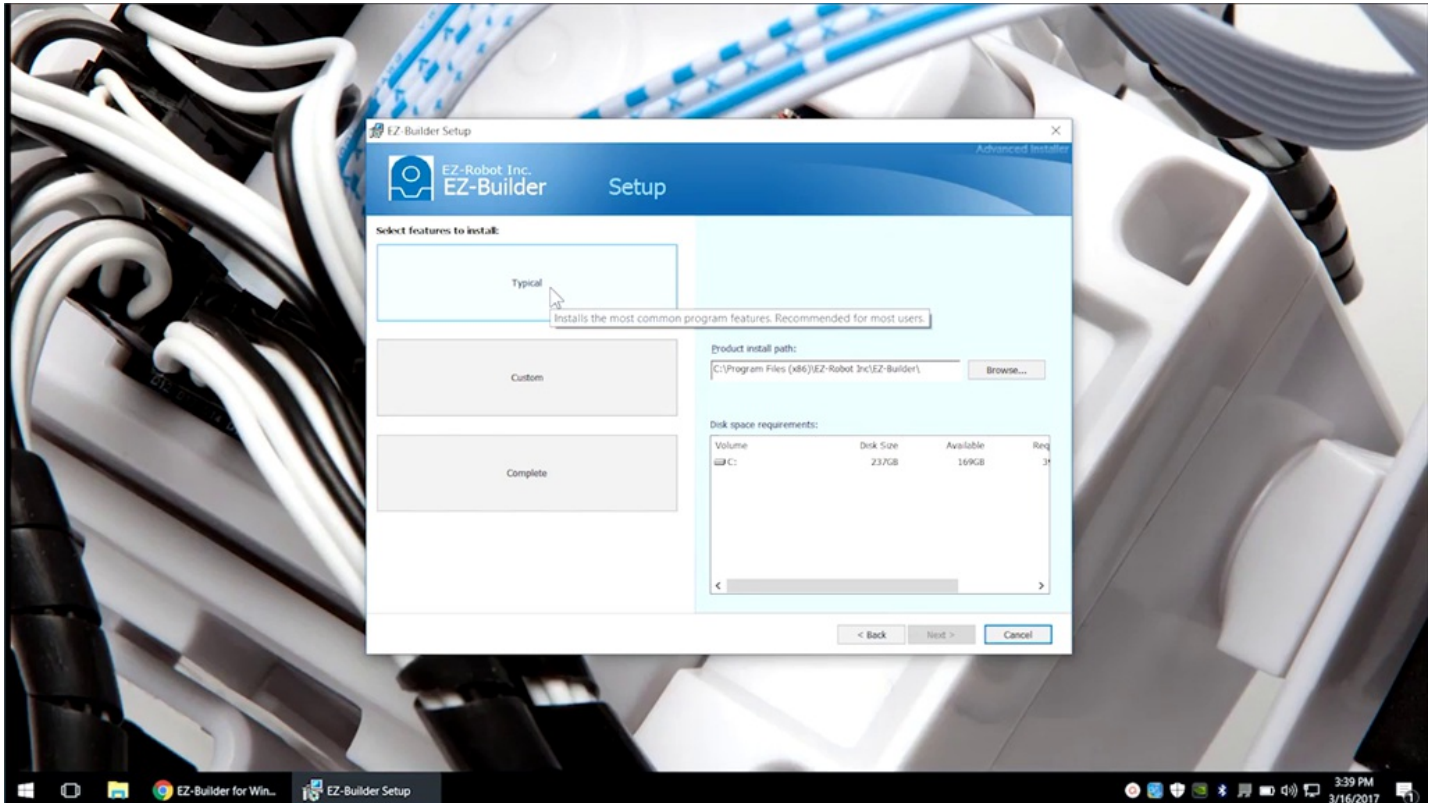 EZ-Builder Setup
Advanced Installer
EZ-Robot Inc.
EZ-Builder
Setup
Select features to install:
Typical
Installs the most common program features. Recommended for most users.
Custom
Complete
Product install path:
C:\Program Files (x86)\EZ-Robot Inc\EZ-Builder\
Browse...
Disk space requirements:
Volume Disk Size Available Req
C: 237GB 169GB
< Back Next > Cancel
EZ-Builder for Win... EZ-Builder Setup
3:39 PM
3/16/2017